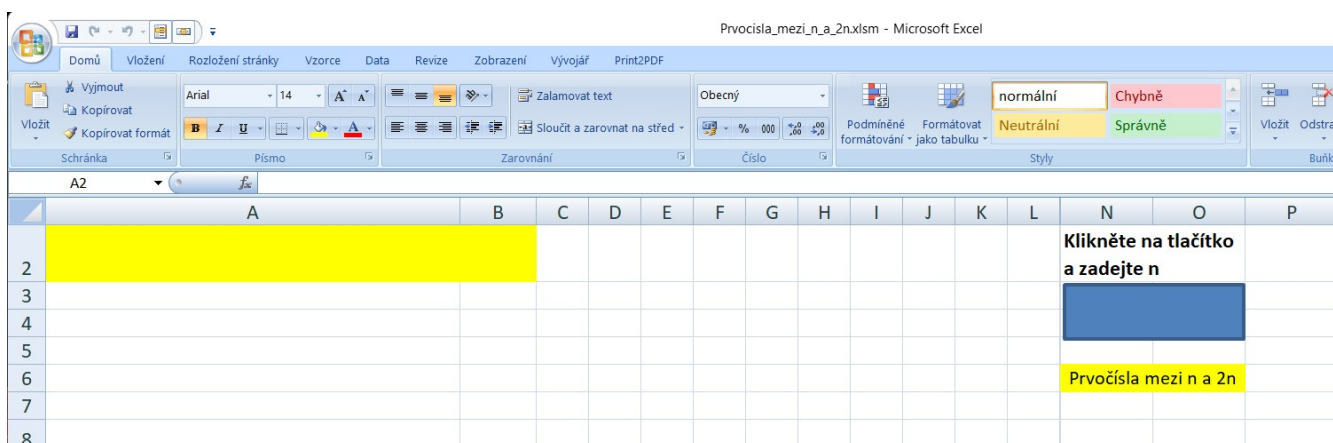 Prvocisla_mezi_n_a_2n.xlsm - Microsoft Excel
Domů Vložení Rozložení stránky Vzorce Data Revize Zobrazení Vývojář Print2PDF
Vložit
Vyjmout
Kopírovat
Kopírovat formát
Schránka
Arial 14
B I U
Písmo
Zalamovat text
Sloučit a zarovnat na střed
Zarovnání
Obecný
% 000
Číslo
Podmíněné formátování
Formátovat jako tabulku
normální Chybně
Neutrální Správně
Styly
Vložit Odstra
Buňk
A2 fx
A B C D E F G H I J K L N O P
Klikněte na tlačítko
2 a zadejte n
3
4
5
6 Prvočísla mezi n a 2n
7
8